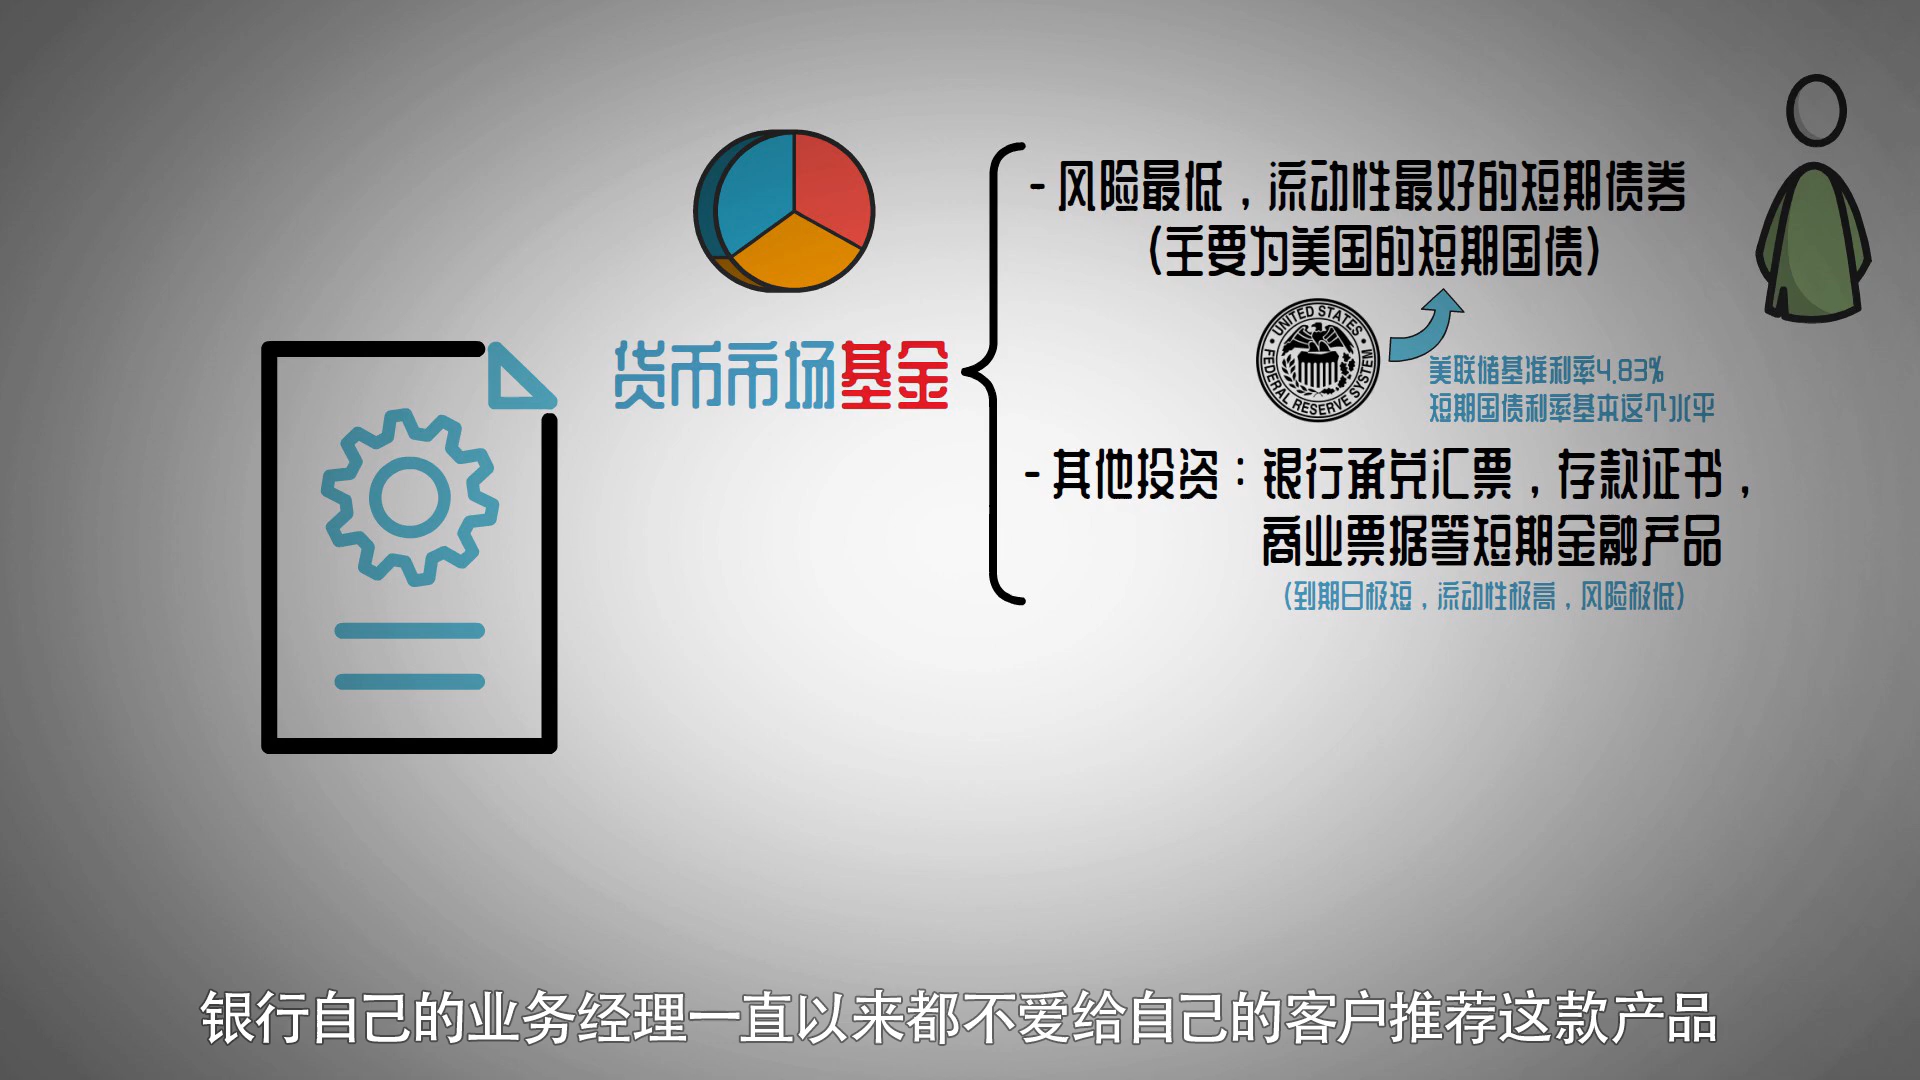 - 风险最低，流动性最好的短期债券
(主要为美国的短期国债)
UNITED STATES
FEDERAL RESERVE SYSTEM
货币市场基金
美联储基准利率4.83%
短期国债利率基本这个水平
- 其他投资：银行承兑汇票，存款证书，
商业票据等短期金融产品
(到期日极短，流动性极高，风险极低)
银行自己的业务经理一直以来都不爱给自己的客户推荐这款产品